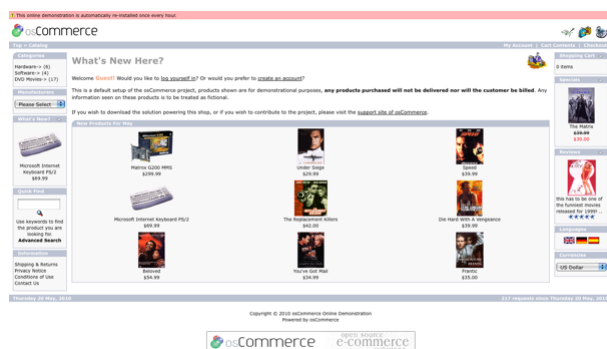 This online demonstration is automatically re-installed once every hour.
osCommerce
Top » Catalog
My Account | Cart Contents | Checkout
Categories
Hardware-> (6)
Software-> (4)
DVD Movies-> (17)
Manufacturers
Please Select
What's New?
Microsoft Internet
Keyboard PS/2
$69.99
Quick Find
Use keywords to find
the product you are
looking for.
Advanced Search
Information
Shipping & Returns
Privacy Notice
Conditions of Use
Contact Us
What's New Here?
Welcome Guest! Would you like to log yourself in? Or would you prefer to create an account?
This is a default setup of the osCommerce project, products shown are for demonstrational purposes, any products purchased will not be delivered nor will the customer be billed. Any
information seen on these products is to be treated as fictional.
If you wish to download the solution powering this shop, or if you wish to contribute to the project, please visit the support site of osCommerce.
New Products For May
Matrox G200 MMS
$299.99
Under Siege
$29.99
Speed
$39.99
Microsoft Internet Keyboard PS/2
$69.99
The Replacement Killers
$42.00
Die Hard With A Vengeance
$39.99
Beloved
$54.99
You've Got Mail
$34.99
Frantic
$35.00
Shopping Cart
0 items
Specials
The Matrix
$39.99
$30.00
Reviews
this has to be one of
the funniest movies
released for 1999! ..
Languages
Currencies
US Dollar
Thursday 20 May, 2010
217 requests since Thursday 20 May, 2010
Copyright © 2010 osCommerce Online Demonstration
Powered by osCommerce
osCommerce
open source
e-commerce